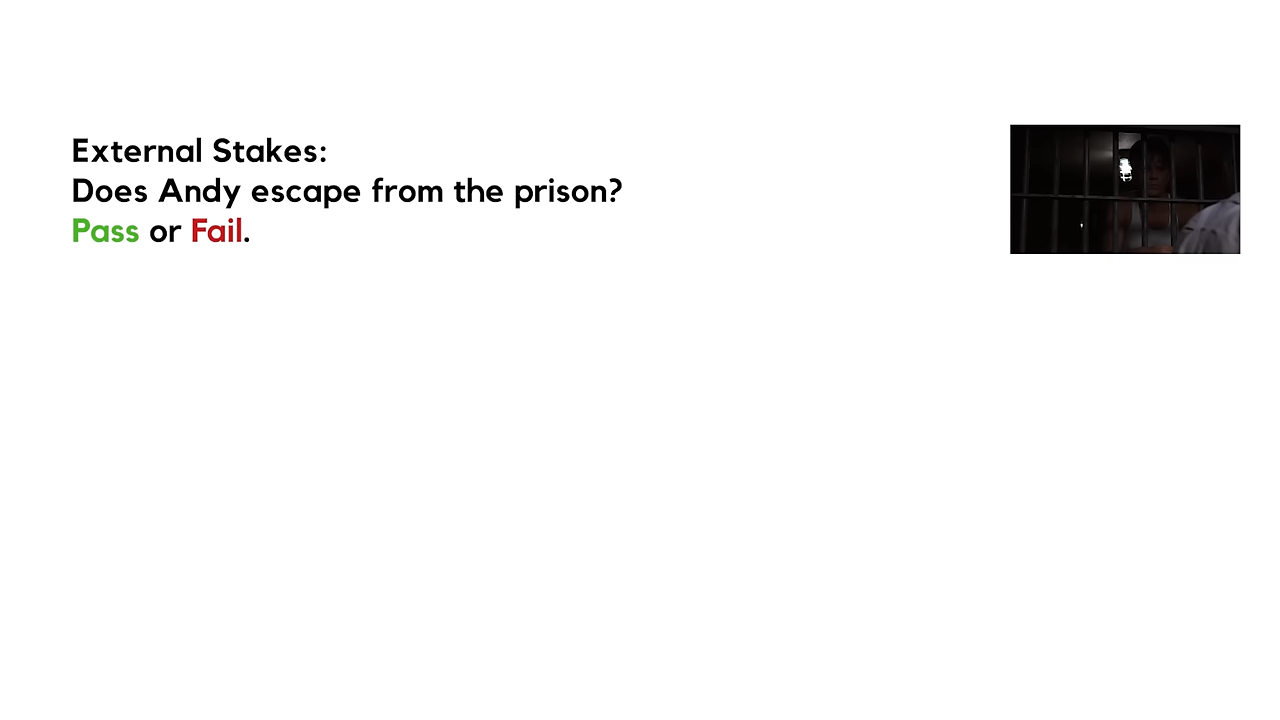 External Stakes:
Does Andy escape from the prison?
Pass or Fail.